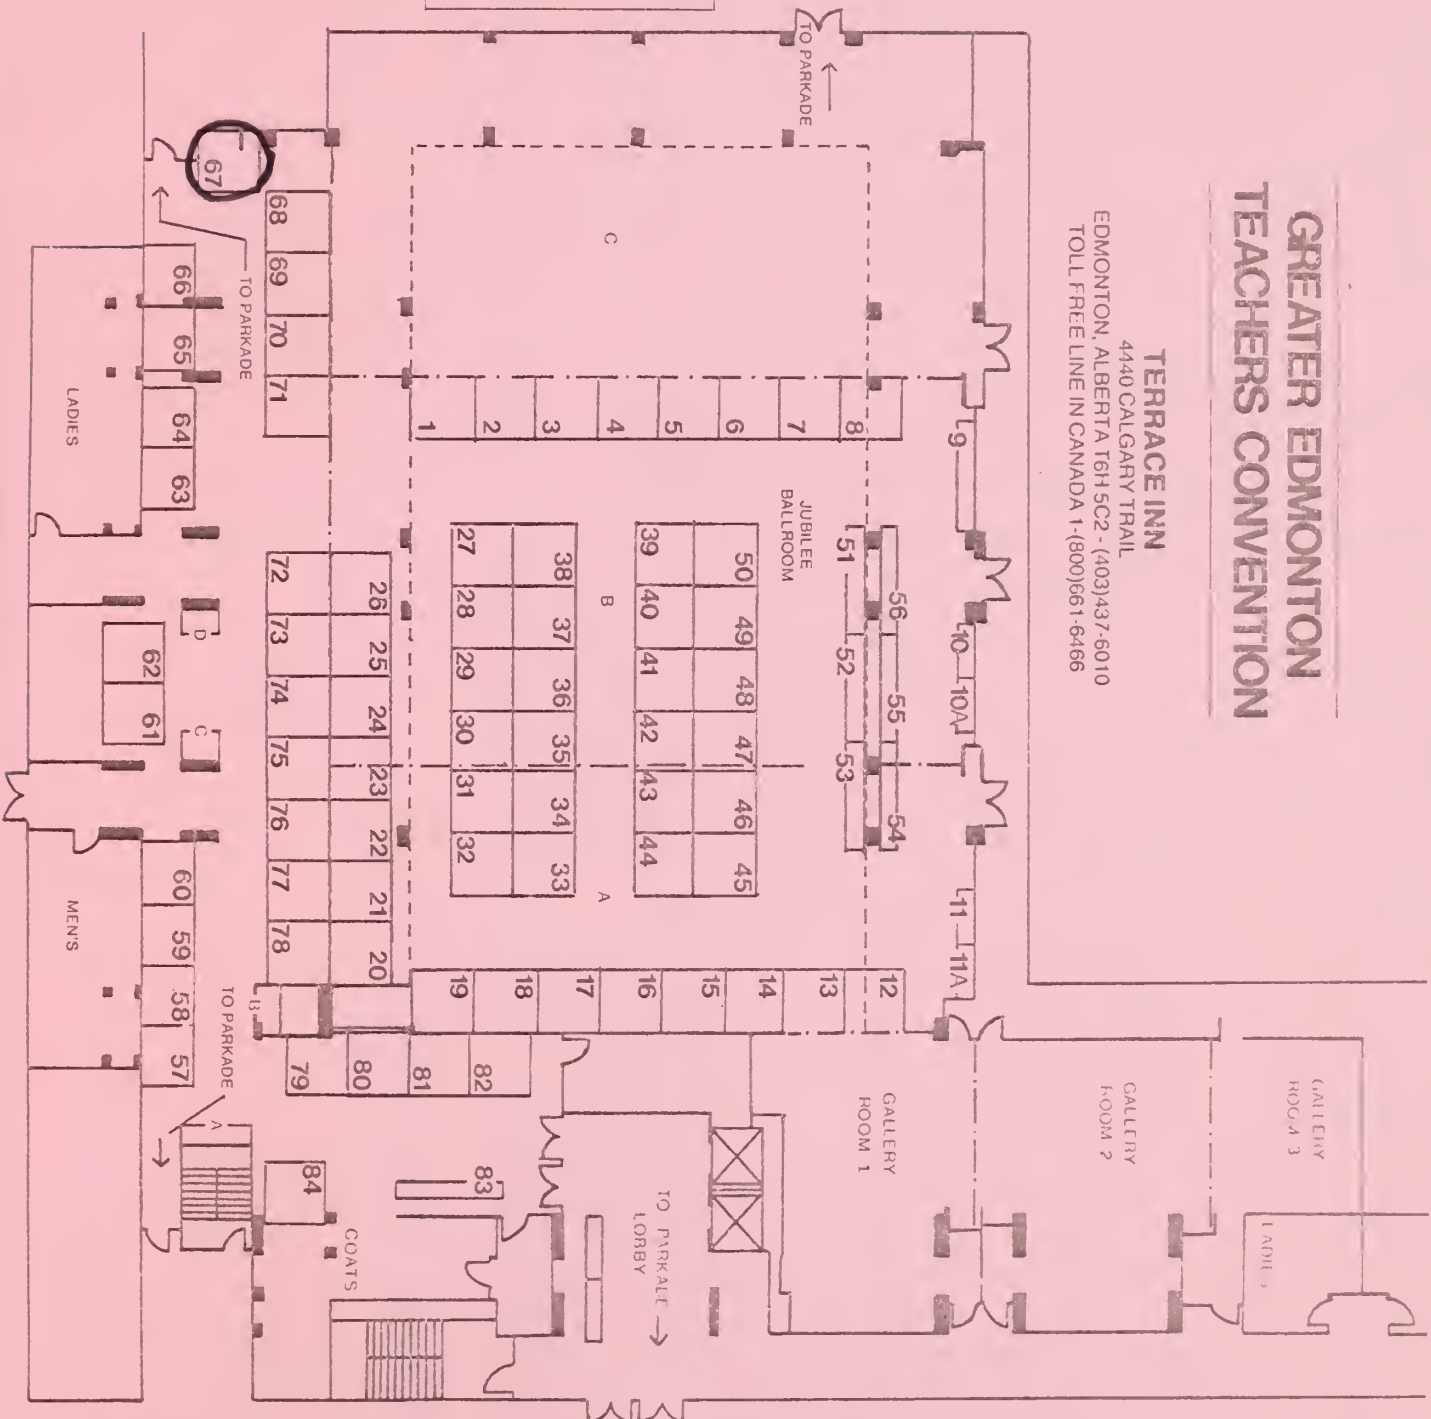 GREATER EDMONTON
TEACHERS CONVENTION
TERRACE INN
4440 CALGARY TRAIL
EDMONTON, ALBERTA T6H 5C2 - (403)437-6010
TOLL FREE LINE IN CANADA 1-(800)661-6466
TO PARKADE
C
JUBILEE
BALLROOM
B
A
9
10
10A
11
11A
56
55
54
51
52
53
1
2
3
4
5
6
7
8
50
49
48
47
46
45
39
40
41
42
43
44
38
37
36
35
34
33
27
28
29
30
31
32
26
25
24
23
22
21
20
19
18
17
16
15
14
13
12
67
68
69
70
71
72
73
74
75
76
77
78
79
80
81
82
83
84
TO PARKADE
66
65
64
63
62
61
60
59
58
57
D
C
B
A
LADIES
MEN'S
TO PARKADE
COATS
TO PARKADE
LOBBY
GALLERY
ROOM 1
GALLERY
ROOM 2
GALLERY
ROOM 3
LADIES